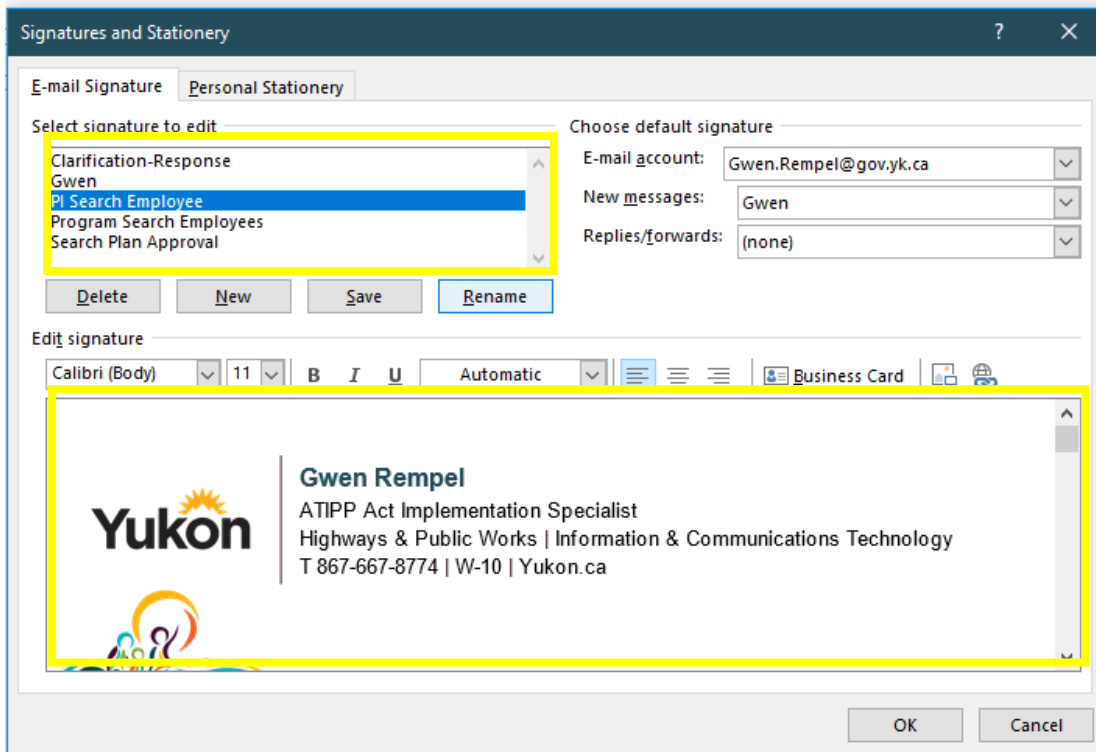 Signatures and Stationery ? ×
E-mail Signature Personal Stationery
Select signature to edit
Clarification-Response
Gwen
PI Search Employee
Program Search Employees
Search Plan Approval
Delete New Save Rename
Choose default signature
E-mail account: Gwen.Rempel@gov.yk.ca
New messages: Gwen
Replies/forwards: (none)
Edit signature
Calibri (Body) 11 B I U Automatic Business Card
Yukon
Gwen Rempel
ATIPP Act Implementation Specialist
Highways & Public Works | Information & Communications Technology
T 867-667-8774 | W-10 | Yukon.ca
OK Cancel